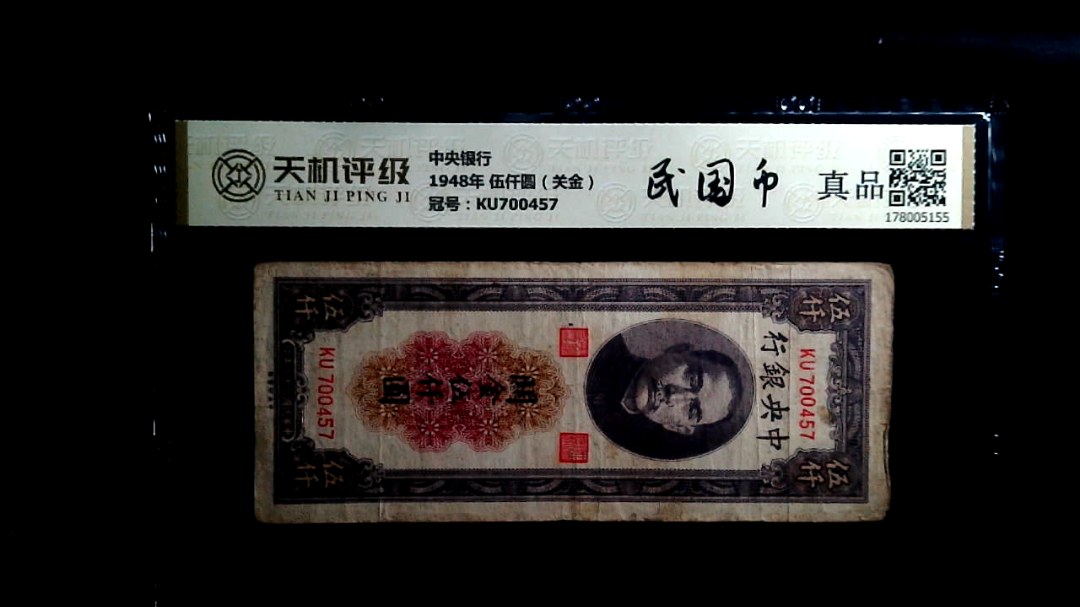 天机评级
TIAN JI PING JI
中央银行
1948年 伍仟圆（关金）
冠号：KU700457
民国币
真品
178005155
伍仟
伍仟
中央銀行
KU 700457
關金伍仟圓
KU 700457
伍仟
伍仟